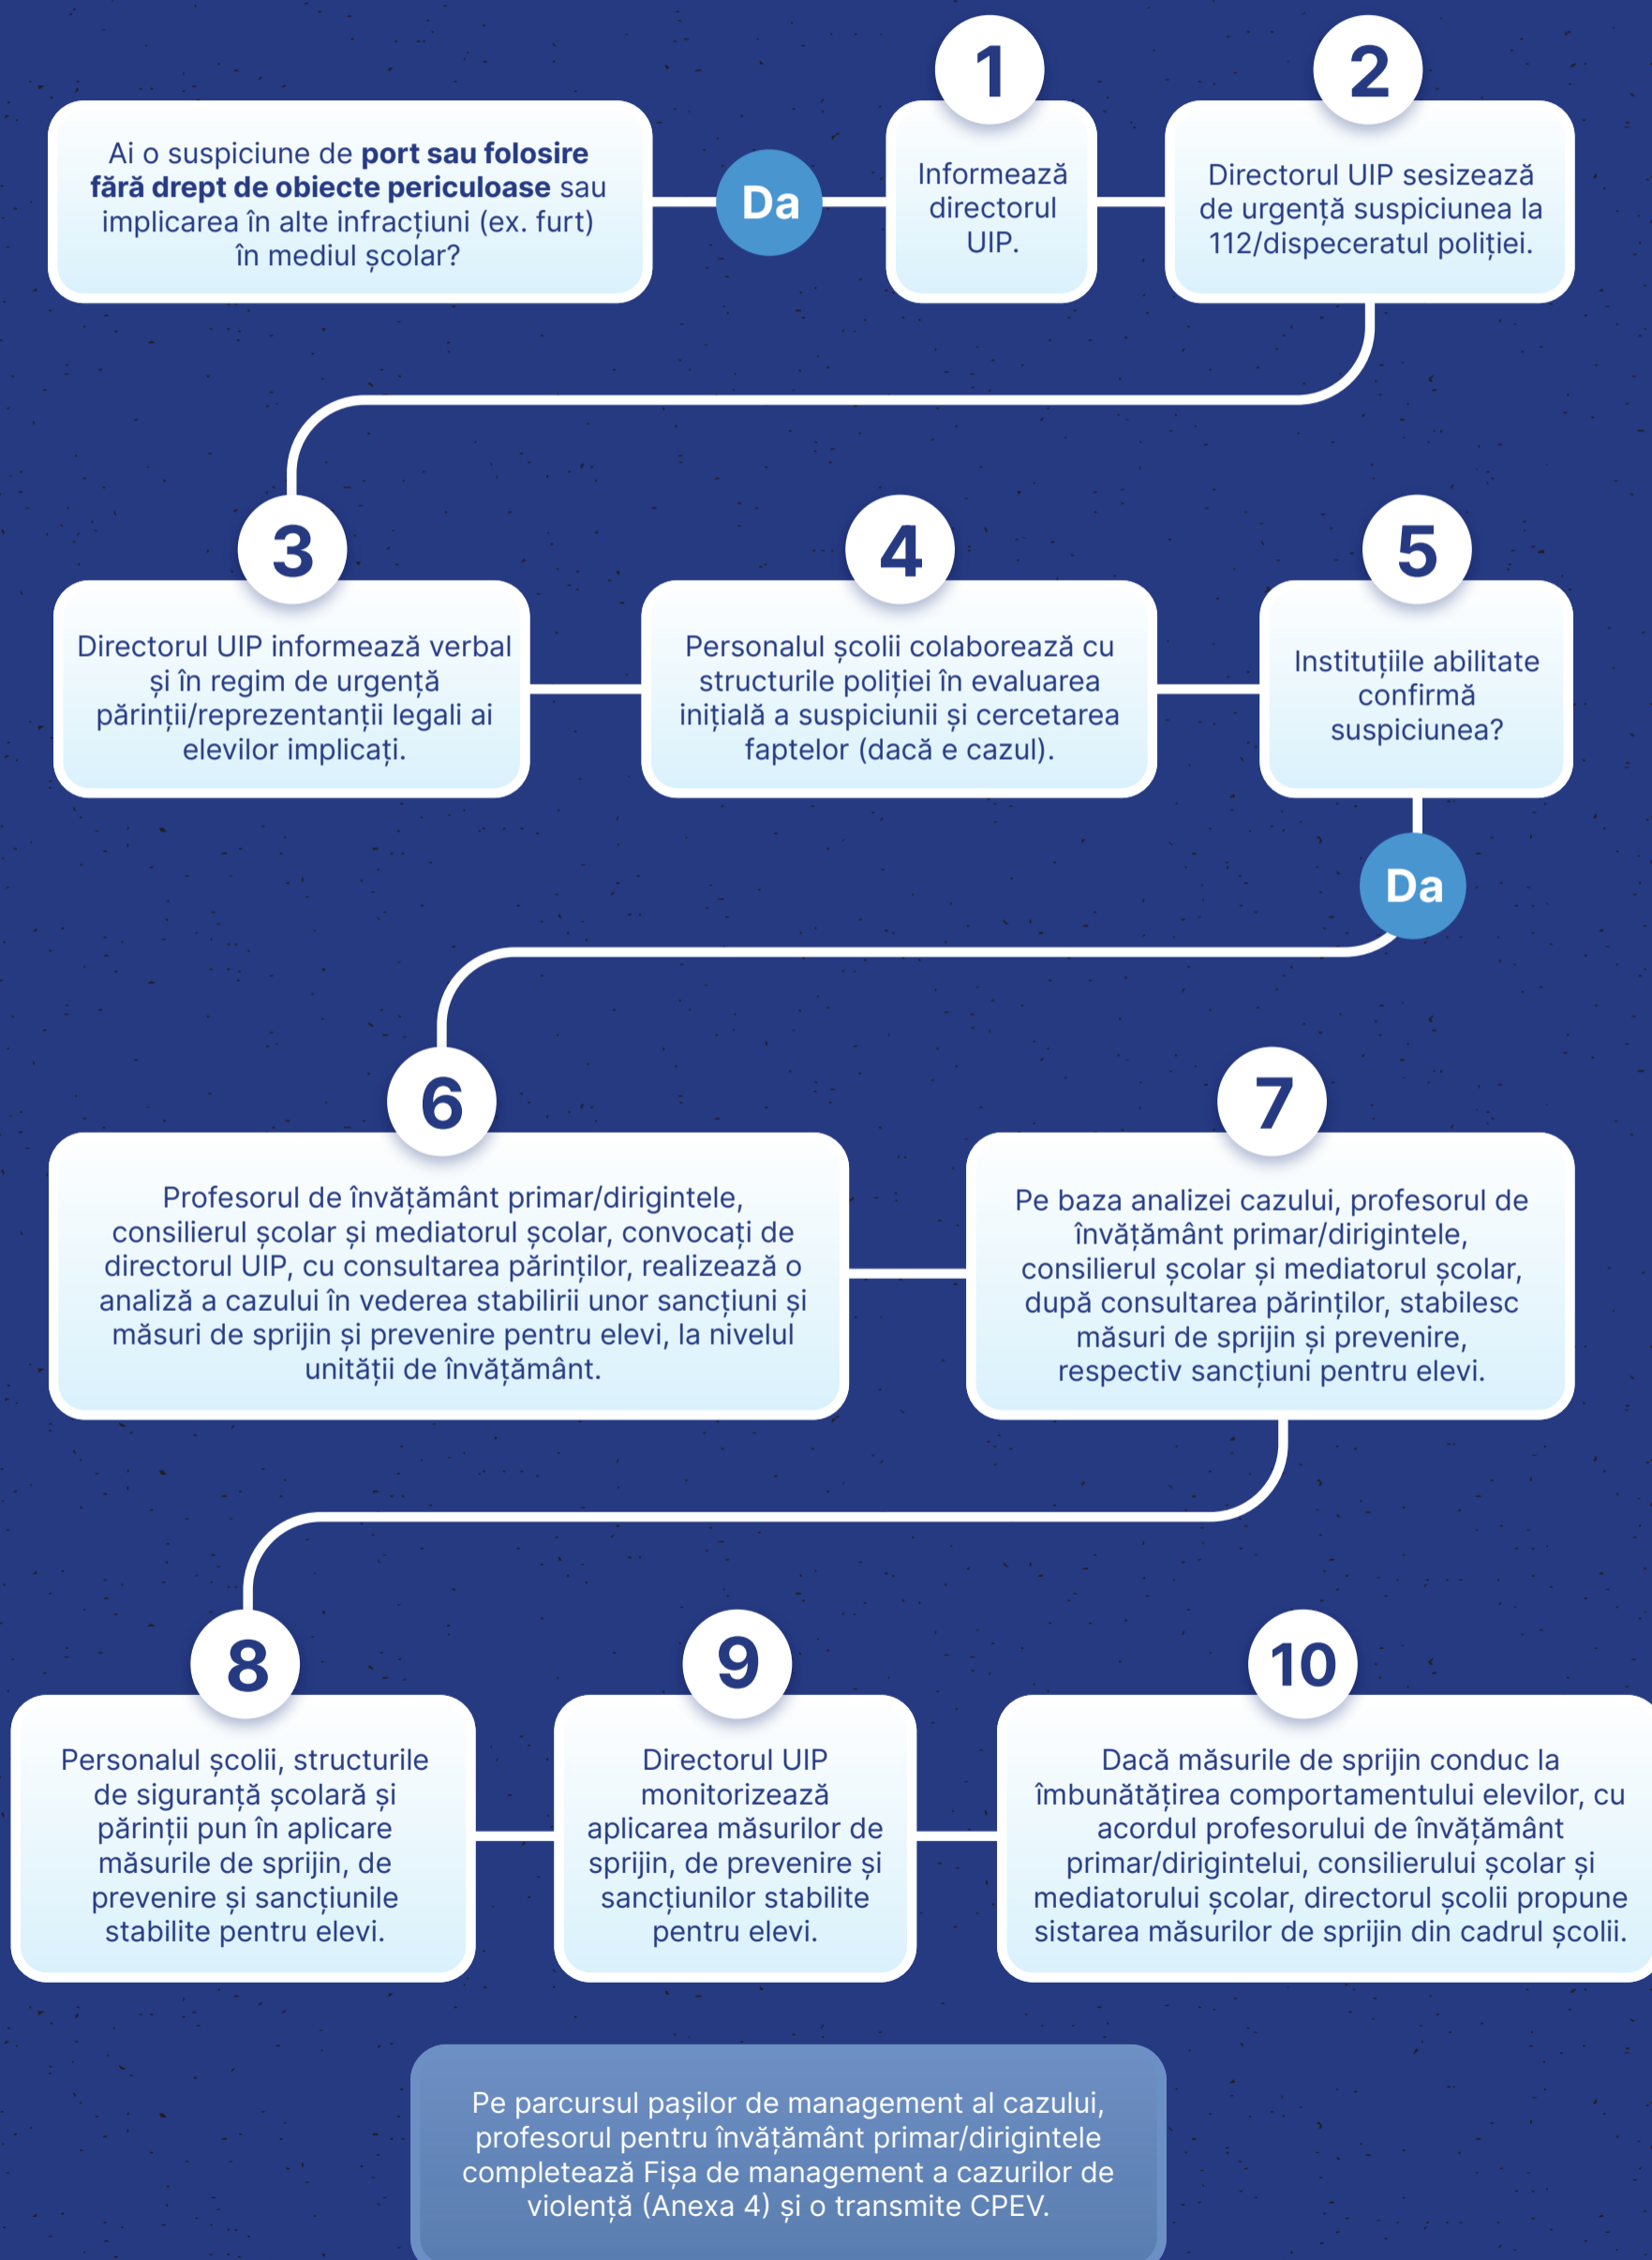 Ai o suspiciune de port sau folosire
fără drept de obiecte periculoase sau
implicarea în alte infracțiuni (ex. furt)
în mediul școlar?
Da
1
Informează
directorul
UIP.
2
Directorul UIP sesizează
de urgență suspiciunea la
112/dispeceratul poliției.
3
Directorul UIP informează verbal
și în regim de urgență
părinții/reprezentanții legali ai
elevilor implicați.
4
Personalul școlii colaborează cu
structurile poliției în evaluarea
inițială a suspiciunii și cercetarea
faptelor (dacă e cazul).
5
Instituțiile abilitate
confirmă
suspiciunea?
Da
6
Profesorul de învățământ primar/dirigintele,
consilierul școlar și mediatorul școlar, convocați de
directorul UIP, cu consultarea părinților, realizează o
analiză a cazului în vederea stabilirii unor sancțiuni și
măsuri de sprijin și prevenire pentru elevi, la nivelul
unității de învățământ.
7
Pe baza analizei cazului, profesorul de
învățământ primar/dirigintele,
consilierul școlar și mediatorul școlar,
după consultarea părinților, stabilesc
măsuri de sprijin și prevenire,
respectiv sancțiuni pentru elevi.
8
Personalul școlii, structurile
de siguranță școlară și
părinții pun în aplicare
măsurile de sprijin, de
prevenire și sancțiunile
stabilite pentru elevi.
9
Directorul UIP
monitorizează
aplicarea măsurilor de
sprijin, de prevenire și
sancțiunilor stabilite
pentru elevi.
10
Dacă măsurile de sprijin conduc la
îmbunătățirea comportamentului elevilor, cu
acordul profesorului de învățământ
primar/dirigintelui, consilierului școlar și
mediatorului școlar, directorul școlii propune
sistarea măsurilor de sprijin din cadrul școlii.
Pe parcursul pașilor de management al cazului,
profesorul pentru învățământ primar/dirigintele
completează Fișa de management a cazurilor de
violență (Anexa 4) și o transmite CPEV.